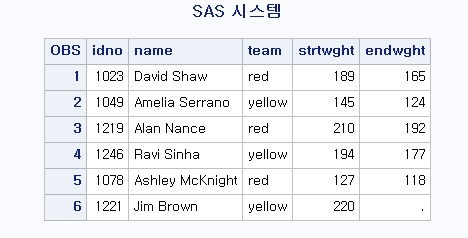 SAS 시스템
OBS idno name team strtwght endwght
1 1023 David Shaw red 189 165
2 1049 Amelia Serrano yellow 145 124
3 1219 Alan Nance red 210 192
4 1246 Ravi Sinha yellow 194 177
5 1078 Ashley McKnight red 127 118
6 1221 Jim Brown yellow 220 .